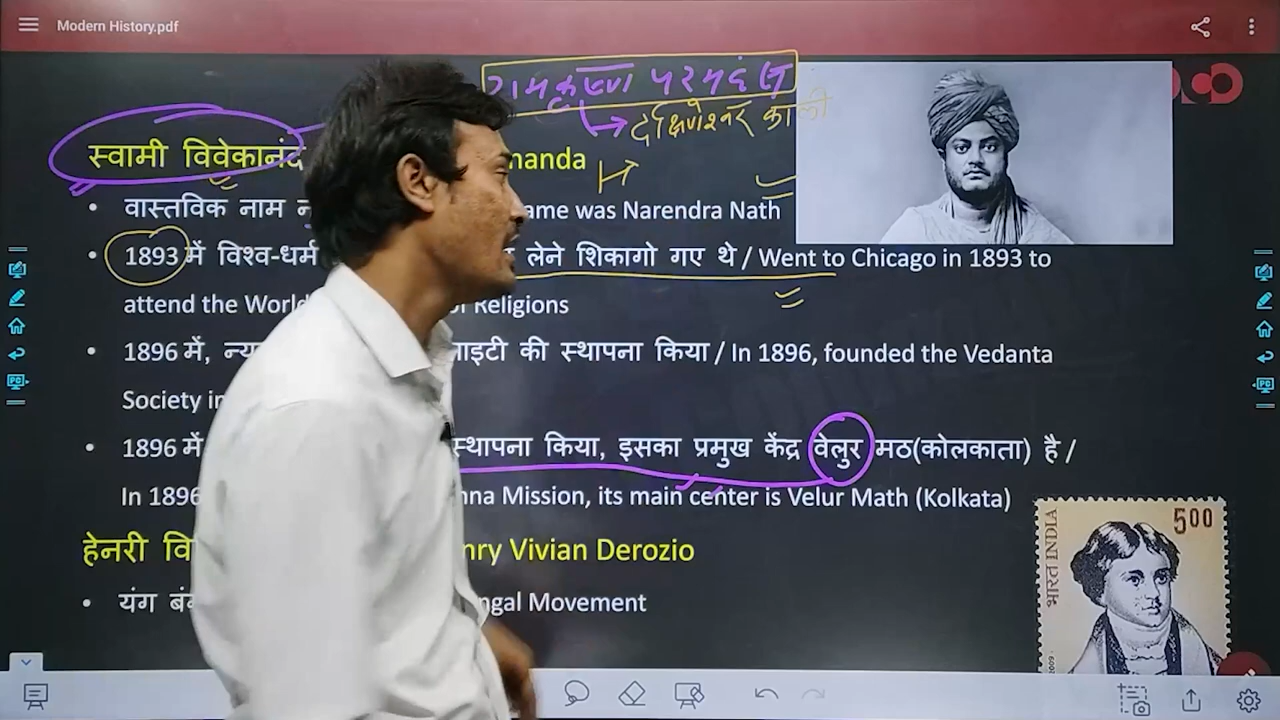 Modern History.pdf
रामकृष्ण परमहंस
दक्षिणेश्वर काली
स्वामी विवेकानंद nanda
वास्तविक नाम ame was Narendra Nath
1893 में विश्व-धर्म लेने शिकागो गए थे / Went to Chicago in 1893 to
attend the World Religions
1896 में, न्य लाइटी की स्थापना किया / In 1896, founded the Vedanta
Society in
1896 में स्थापना किया, इसका प्रमुख केंद्र वेलुर मठ(कोलकाता) है /
In 1896 nna Mission, its main center is Velur Math (Kolkata)
हेनरी वि nry Vivian Derozio
यंग बं ngal Movement
भारत INDIA
500
2009